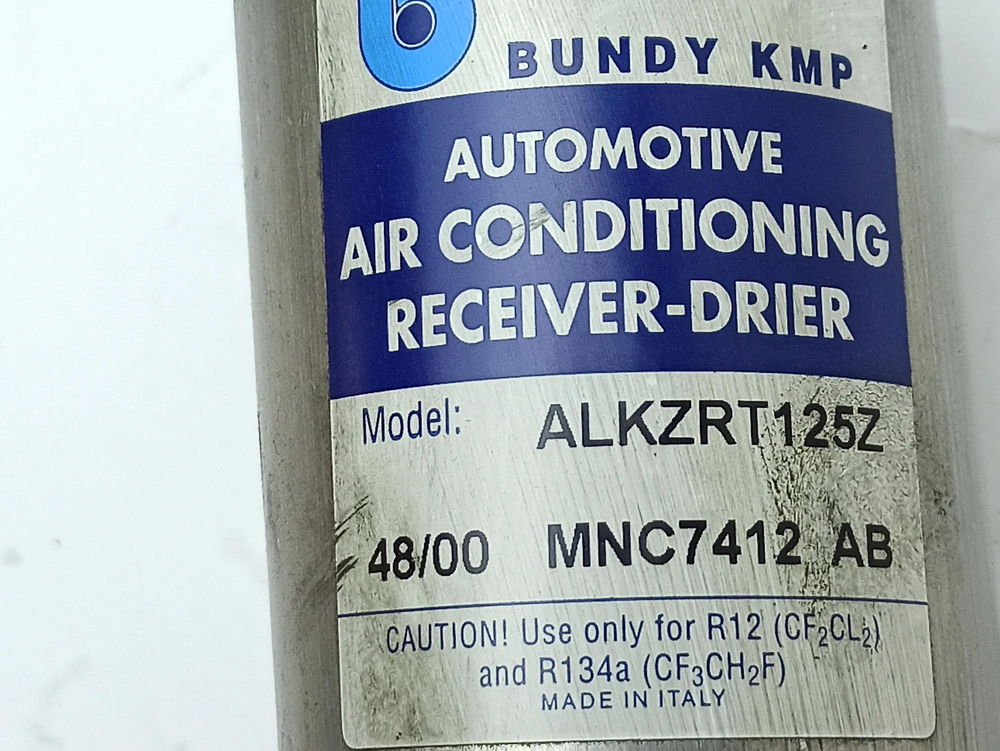 BUNDY KMP
AUTOMOTIVE
AIR CONDITIONING
RECEIVER-DRIER
Model: ALKZRT125Z
48/00 MNC7412 AB
CAUTION! Use only for R12 (CF₂CL₂)
and R134a (CF₃CH₂F)
MADE IN ITALY